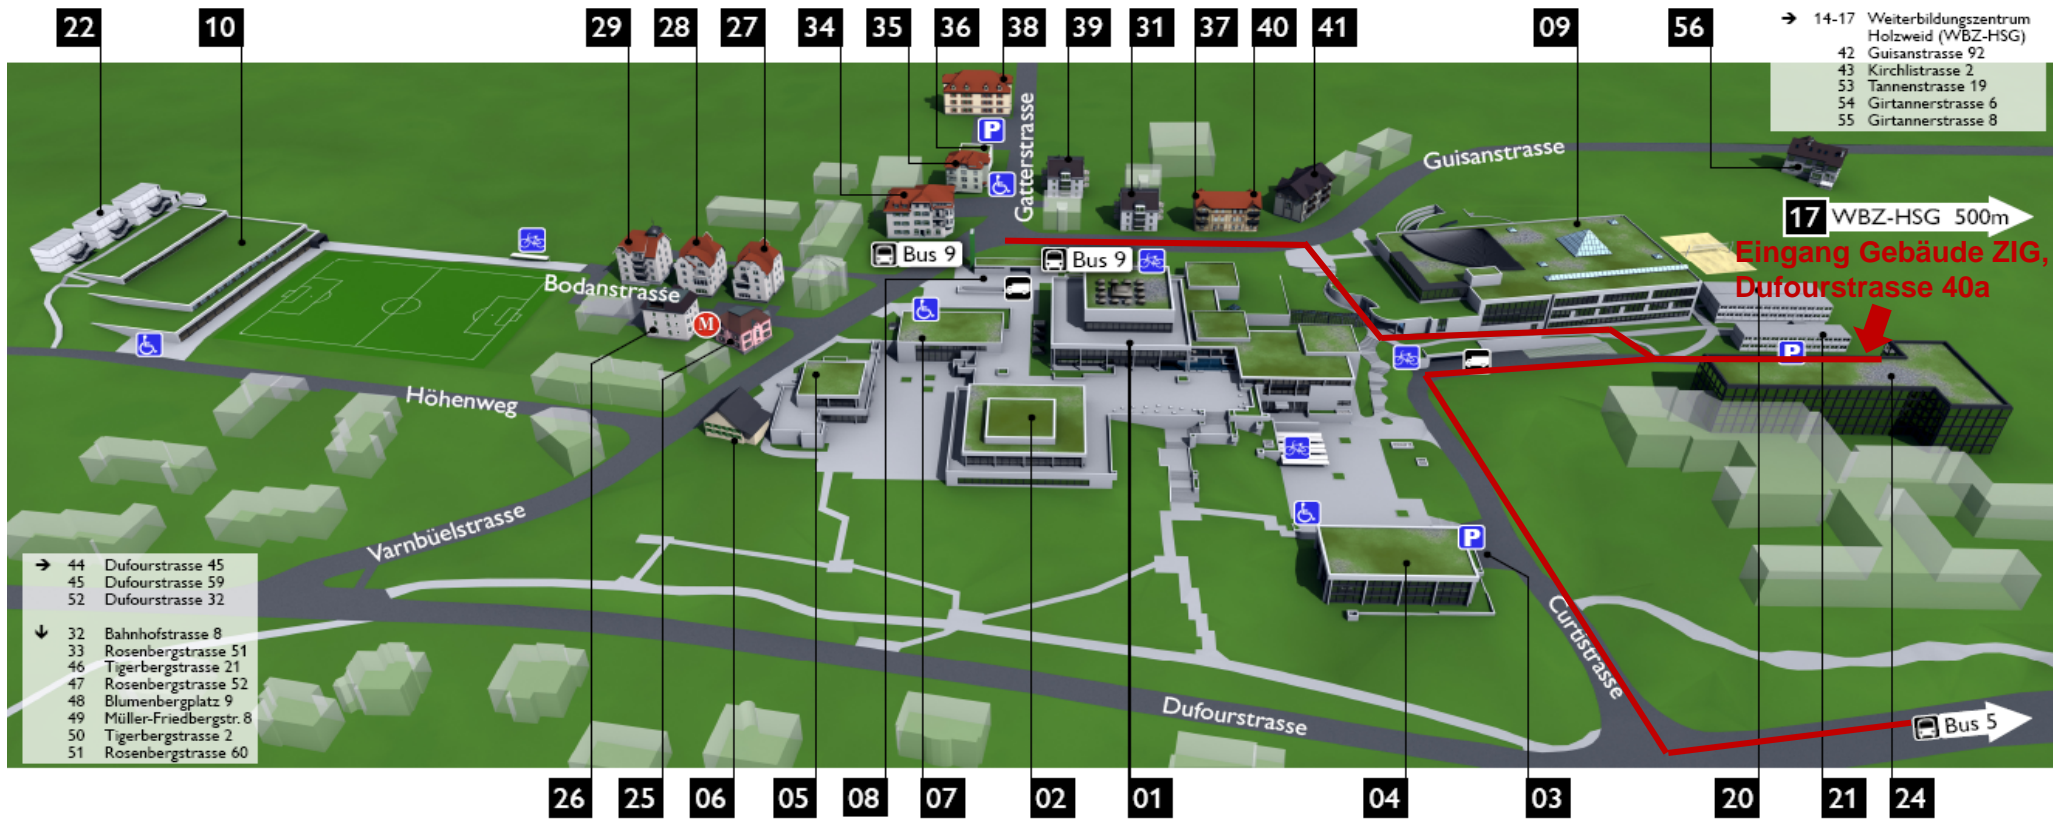 22
10
29
28
27
34
35
36
38
39
31
37
40
41
09
56
→ 14-17 Weiterbildungszentrum
Holzweid (WBZ-HSG)
42 Guisanstrasse 92
43 Kirchlistrasse 2
53 Tannenstrasse 19
54 Girtannerstrasse 6
55 Girtannerstrasse 8
P
Gatterstrasse
Guisanstrasse
17 WBZ-HSG 500m
Eingang Gebäude ZIG,
Dufourstrasse 40a
Bus 9
Bus 9
Bodanstrasse
M
P
Höhenweg
Varnbüelstrasse
P
Curtistrasse
Dufourstrasse
Bus 5
→ 44 Dufourstrasse 45
45 Dufourstrasse 59
52 Dufourstrasse 32
↓ 32 Bahnhofstrasse 8
33 Rosenbergstrasse 51
46 Tigerbergstrasse 21
47 Rosenbergstrasse 52
48 Blumenbergplatz 9
49 Müller-Friedbergstr. 8
50 Tigerbergstrasse 2
51 Rosenbergstrasse 60
26
25
06
05
08
07
02
01
04
03
20
21
24